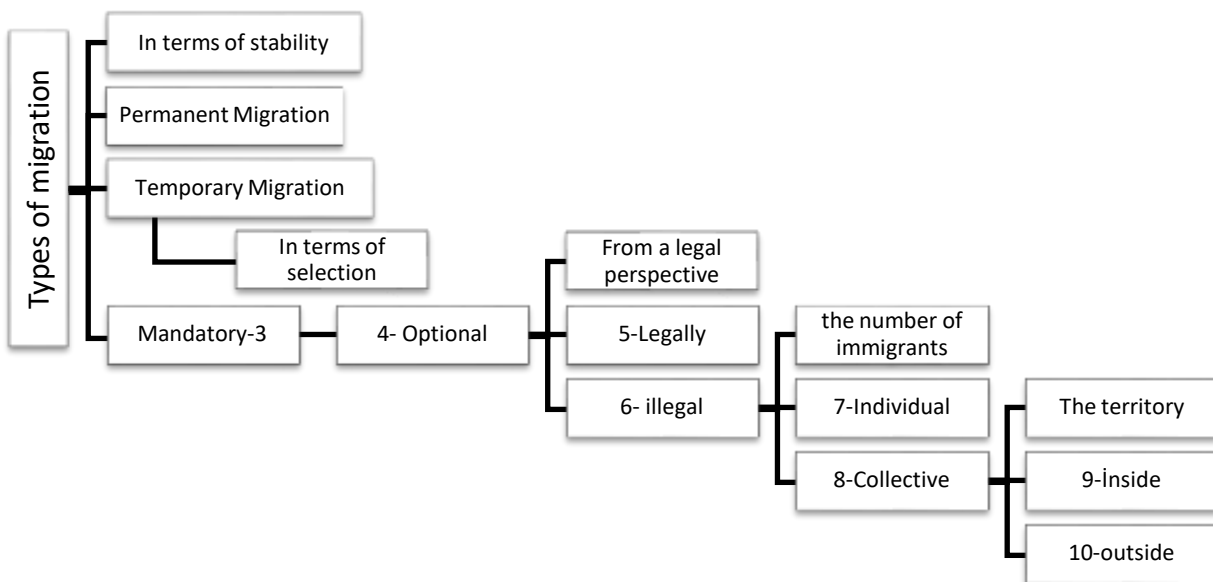 Types of migration
In terms of stability
Permanent Migration
Temporary Migration
In terms of
selection
Mandatory-3
4- Optional
From a legal
perspective
5-Legally
6- illegal
the number of
immigrants
7-Individual
8-Collective
The territory
9-İnside
10-outside